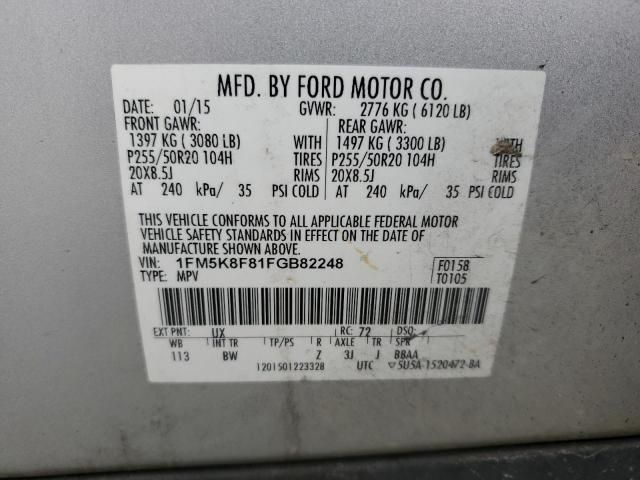 MFD. BY FORD MOTOR CO.
DATE: 01/15 GVWR: 2776 KG ( 6120 LB)
FRONT GAWR: REAR GAWR:
1397 KG ( 3080 LB) WITH 1497 KG ( 3300 LB) WITH
P255/50R20 104H TIRES P255/50R20 104H TIRES
20X8.5J RIMS 20X8.5J RIMS
AT 240 kPa/ 35 PSI COLD AT 240 kPa/ 35 PSI COLD
THIS VEHICLE CONFORMS TO ALL APPLICABLE FEDERAL MOTOR
VEHICLE SAFETY STANDARDS IN EFFECT ON THE DATE OF
MANUFACTURE SHOWN ABOVE.
VIN: 1FM5K8F81FGB82248 F0158
TYPE: MPV T0105
EXT PNT: UX RC: 72 DSO:
WB INT TR TP/PS R AXLE TR SPR
113 BW Z 3J J BBAA
1201501223328 UTC ▽5U5A-1520472-BA